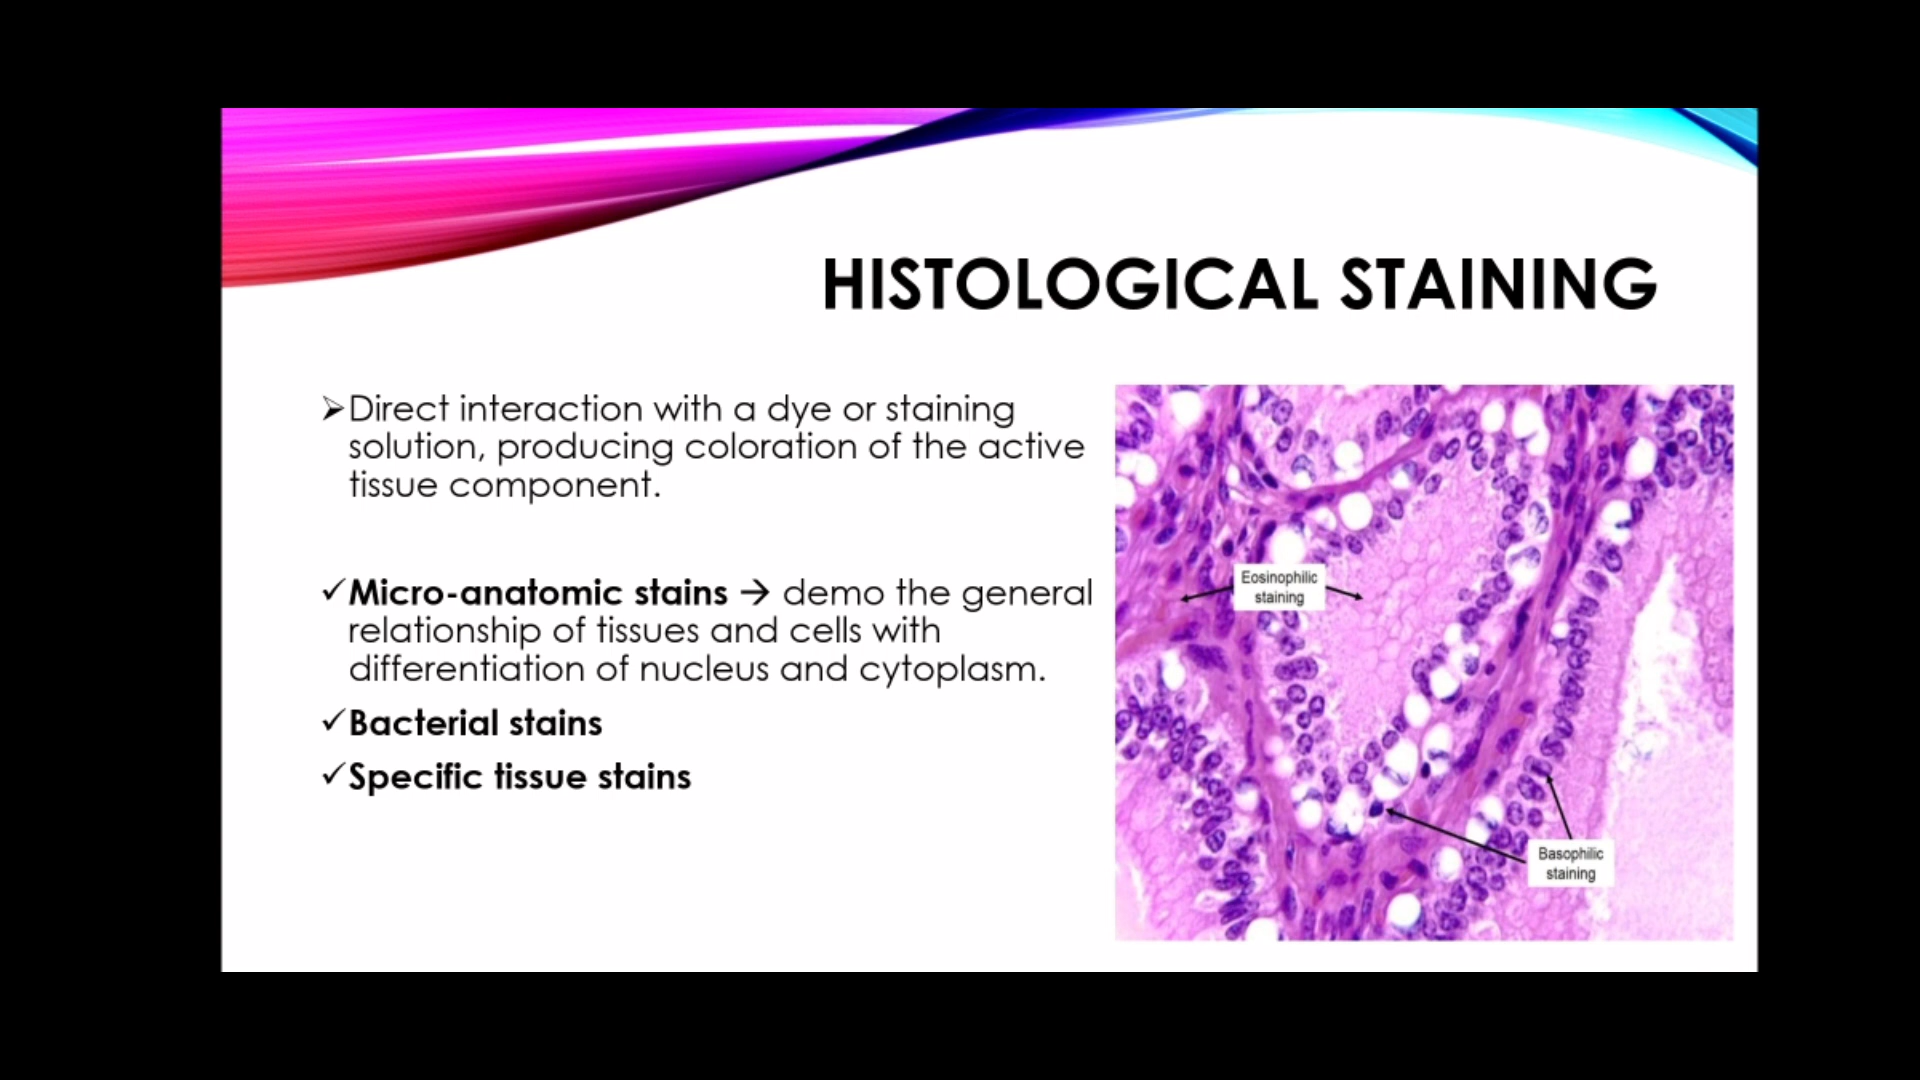 HISTOLOGICAL STAINING
➢Direct interaction with a dye or staining
solution, producing coloration of the active
tissue component.
✓Micro-anatomic stains → demo the general
relationship of tissues and cells with
differentiation of nucleus and cytoplasm.
✓Bacterial stains
✓Specific tissue stains
Eosinophilic
staining
Basophilic
staining